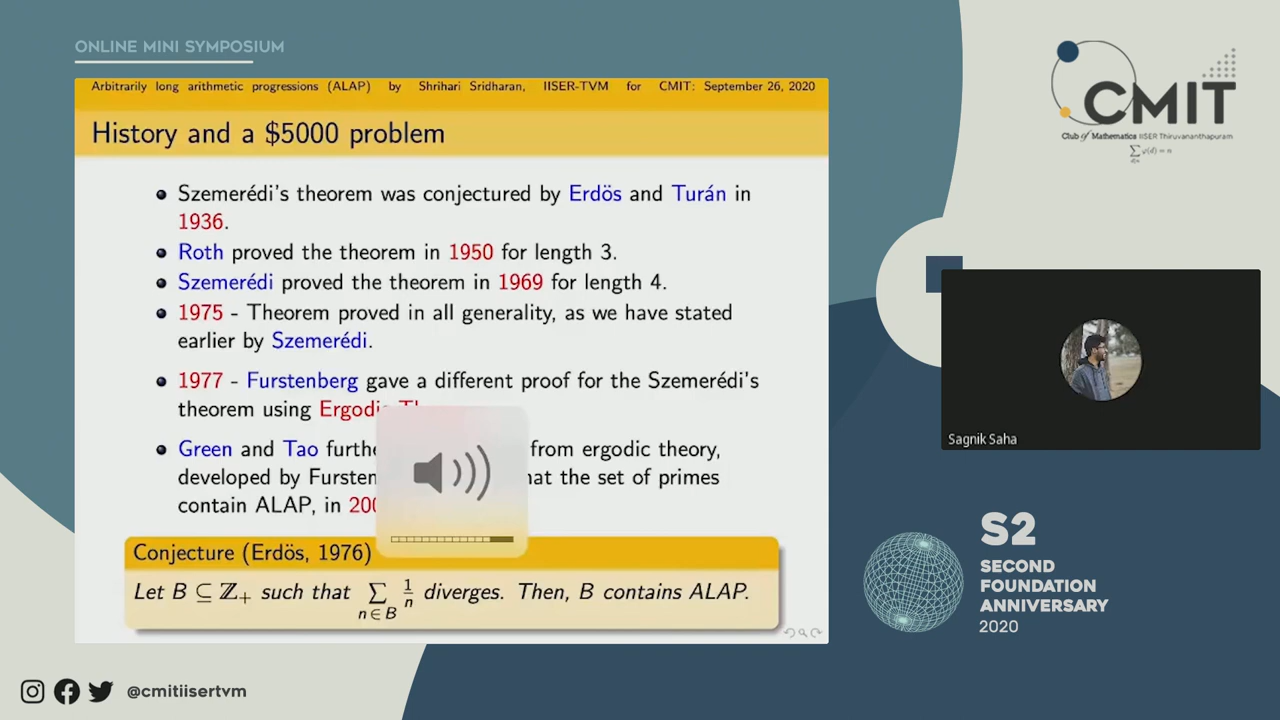 ONLINE MINI SYMPOSIUM
Arbitrarily long arithmetic progressions (ALAP) by Shrihari Sridharan, IISER-TVM for CMIT: September 26, 2020
History and a $5000 problem
Szemerédi's theorem was conjectured by Erdös and Turán in
1936.
Roth proved the theorem in 1950 for length 3.
Szemerédi proved the theorem in 1969 for length 4.
1975 - Theorem proved in all generality, as we have stated
earlier by Szemerédi.
1977 - Furstenberg gave a different proof for the Szemerédi's
theorem using
Green and Tao from ergodic theory,
developed by the set of primes
contain ALAP, in
Conjecture (Erdös, 1976)
Let B ⊆ ℤ₊ such that ∑ n∈B 1/n diverges. Then, B contains ALAP.
CMIT
Club of Mathematics IISER Thiruvananthapuram
Sagnik Saha
S2
SECOND
FOUNDATION
ANNIVERSARY
2020
@cmitiisertvm